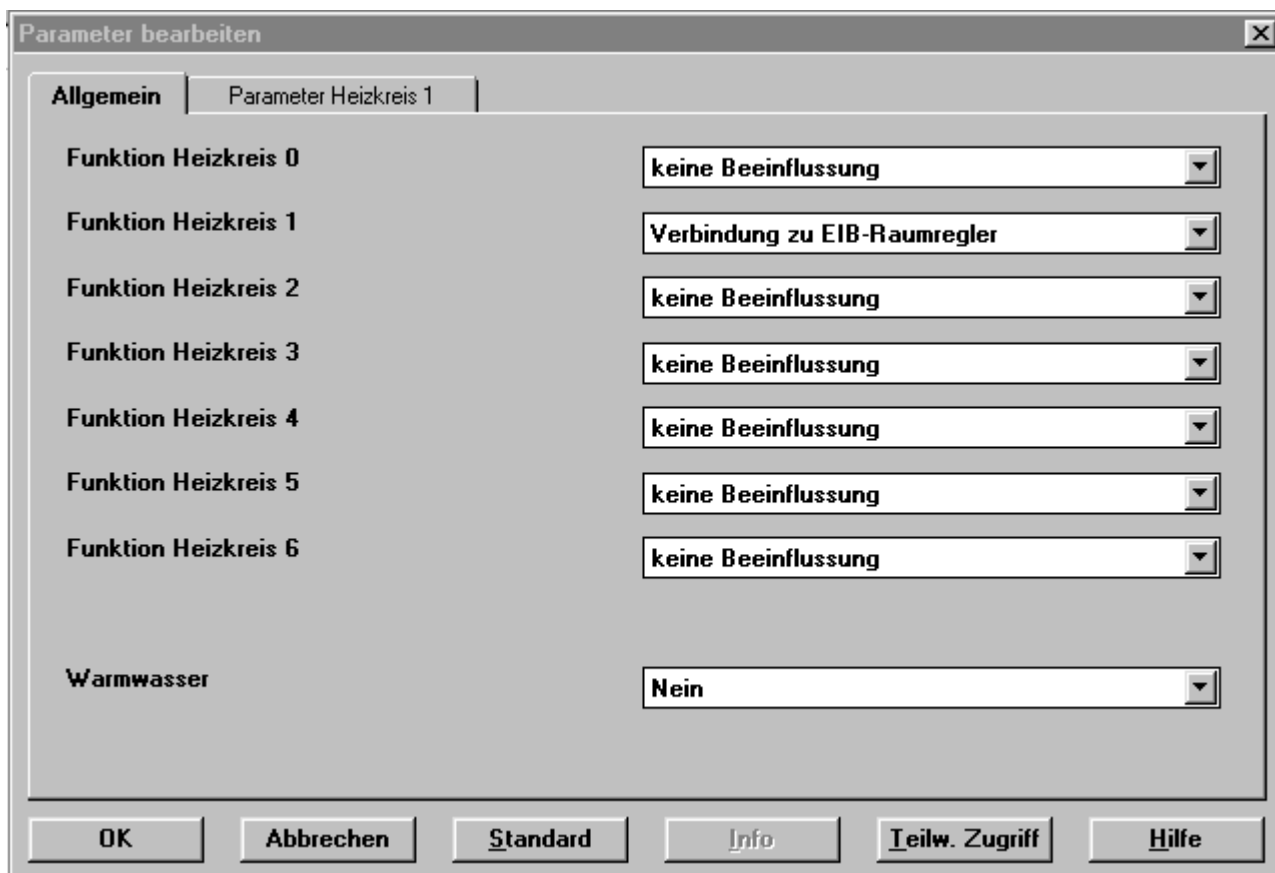 Parameter bearbeiten
Allgemein Parameter Heizkreis 1
Funktion Heizkreis 0 keine Beeinflussung
Funktion Heizkreis 1 Verbindung zu EIB-Raumregler
Funktion Heizkreis 2 keine Beeinflussung
Funktion Heizkreis 3 keine Beeinflussung
Funktion Heizkreis 4 keine Beeinflussung
Funktion Heizkreis 5 keine Beeinflussung
Funktion Heizkreis 6 keine Beeinflussung
Warmwasser Nein
OK Abbrechen Standard Info Teilw. Zugriff Hilfe